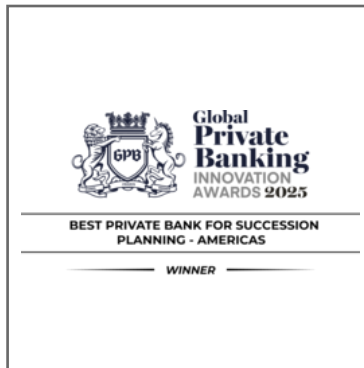 GPB
Global
Private
Banking
INNOVATION
AWARDS 2025
BEST PRIVATE BANK FOR SUCCESSION
PLANNING - AMERICAS
WINNER